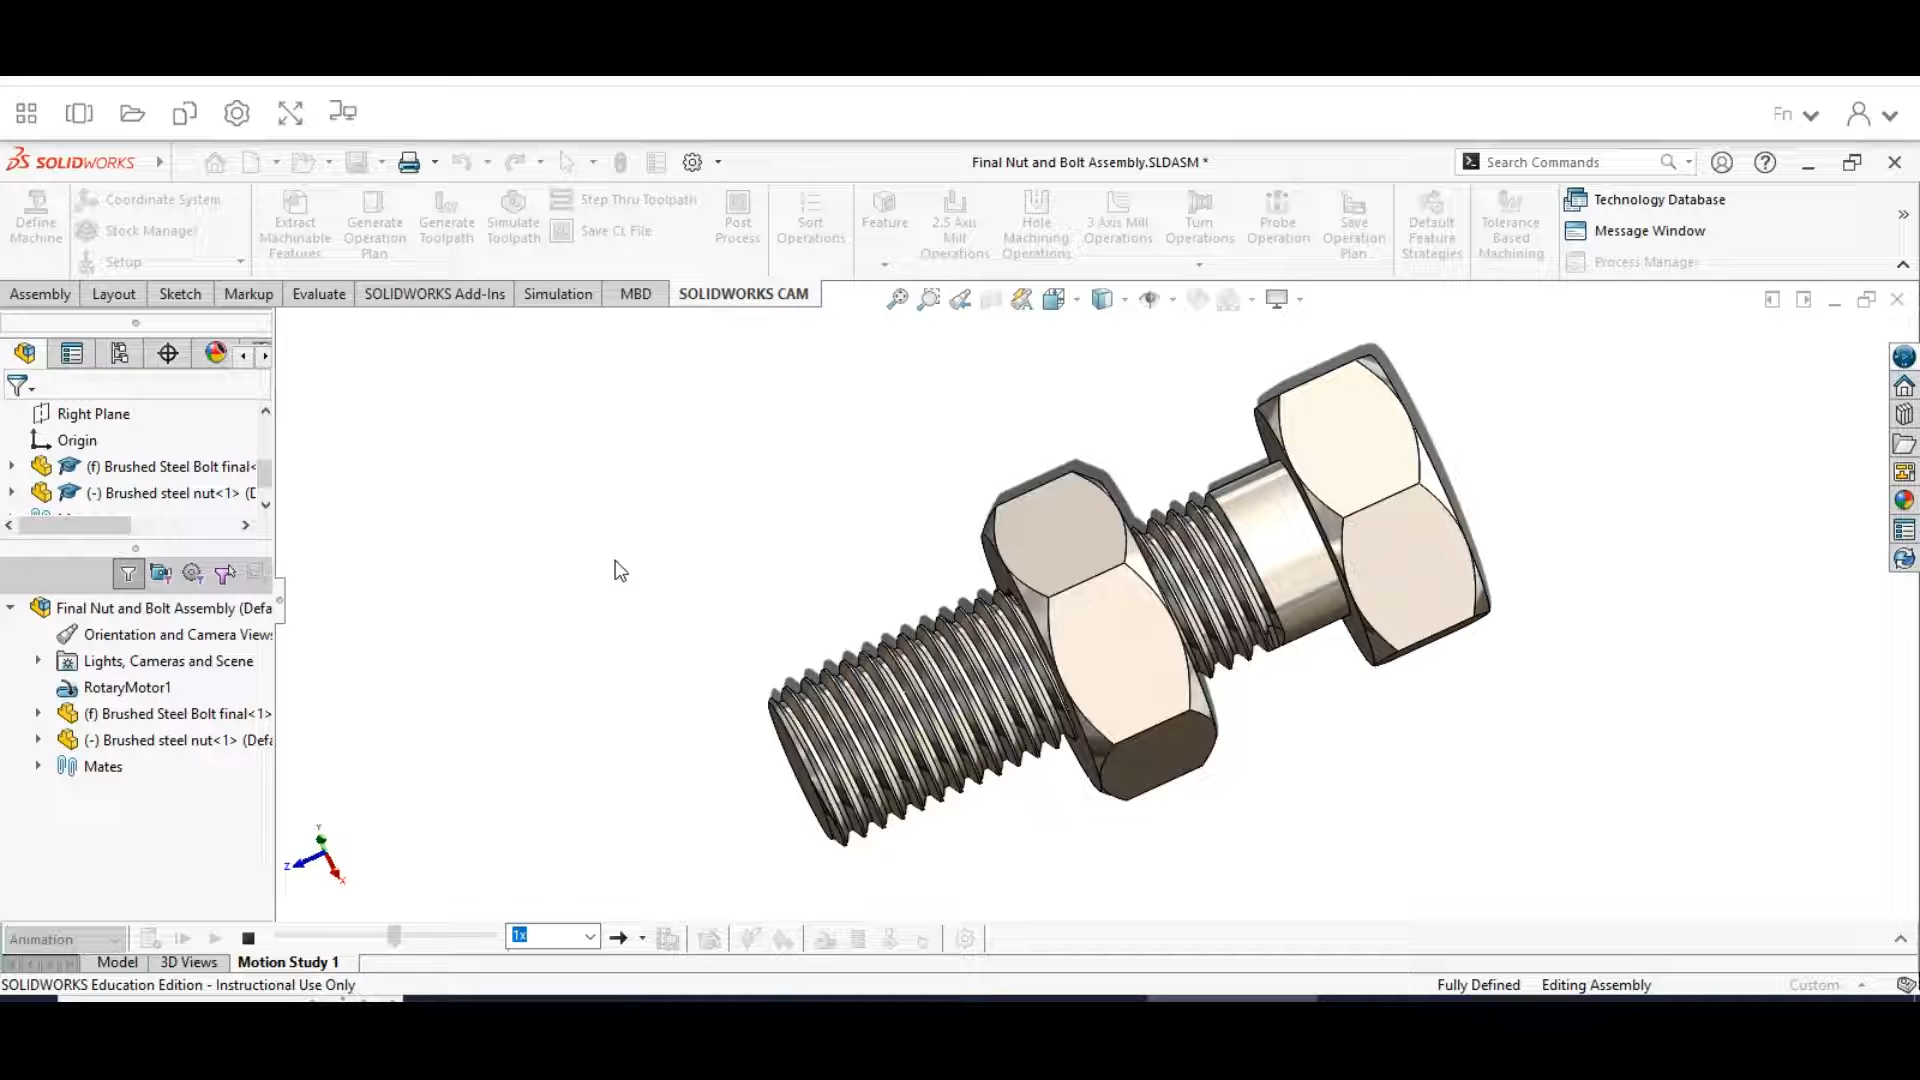 Fn
SOLIDWORKS
Final Nut and Bolt Assembly.SLDASM *
Search Commands
Define Machine
Coordinate System
Stock Manager
Setup
Extract Machinable Features
Generate Operation Plan
Generate Toolpath
Simulate Toolpath
Step Thru Toolpath
Save CL File
Post Process
Sort Operations
Feature
2.5 Axis Mill Operations
Hole Machining Operations
3 Axis Mill Operations
Turn Operations
Probe Operations
Save Operation Plan
Default Feature Strategies
Tolerance Based Machining
Technology Database
Message Window
Process Manager
Assembly
Layout
Sketch
Markup
Evaluate
SOLIDWORKS Add-Ins
Simulation
MBD
SOLIDWORKS CAM
Right Plane
Origin
(f) Brushed Steel Bolt final<
(-) Brushed steel nut<1> (D
Final Nut and Bolt Assembly (Defa
Orientation and Camera Views
Lights, Cameras and Scene
RotaryMotor1
(f) Brushed Steel Bolt final<1>
(-) Brushed steel nut<1> (Defa
Mates
Y
Z
X
Animation
1x
Model
3D Views
Motion Study 1
SOLIDWORKS Education Edition - Instructional Use Only
Fully Defined
Editing Assembly
Custom